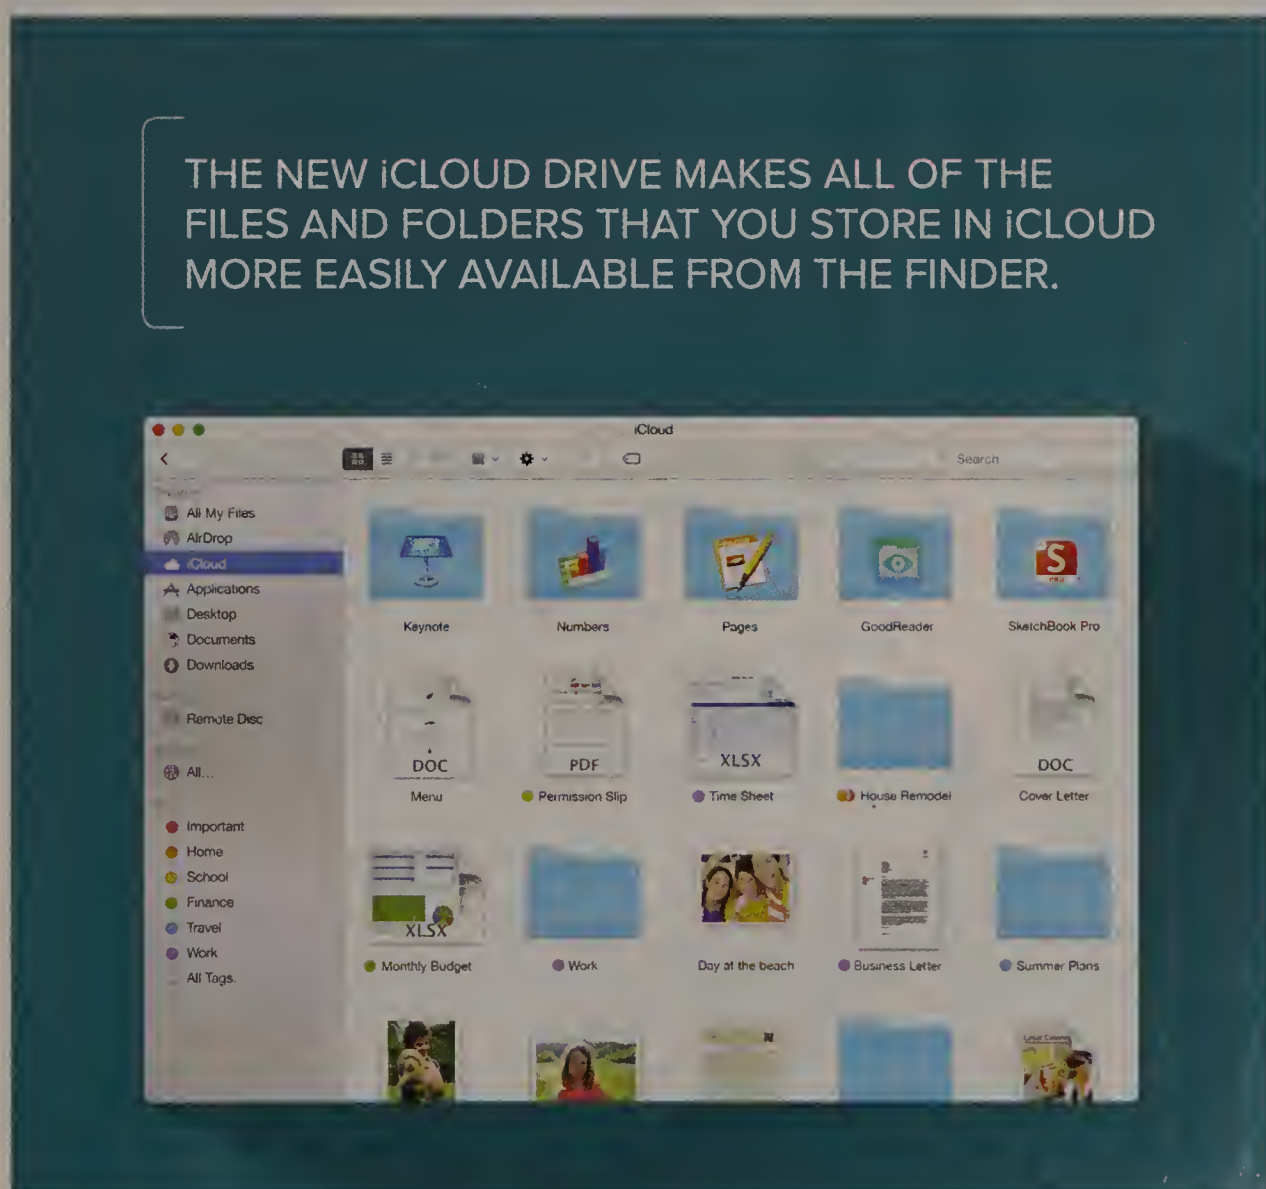 THE NEW iCLOUD DRIVE MAKES ALL OF THE
FILES AND FOLDERS THAT YOU STORE IN iCLOUD
MORE EASILY AVAILABLE FROM THE FINDER.
iCloud
Search
All My Files
AirDrop
iCloud
Applications
Desktop
Documents
Downloads
Remote Disc
All...
Important
Home
School
Finance
Travel
Work
All Tags.
Keynote
Numbers
Pages
GoodReader
S
SketchBook Pro
DOC
Menu
PDF
Permission Slip
XLSX
Time Sheet
House Remodel
DOC
Cover Letter
XLSX
Monthly Budget
Work
Day at the beach
Business Letter
Summer Plans